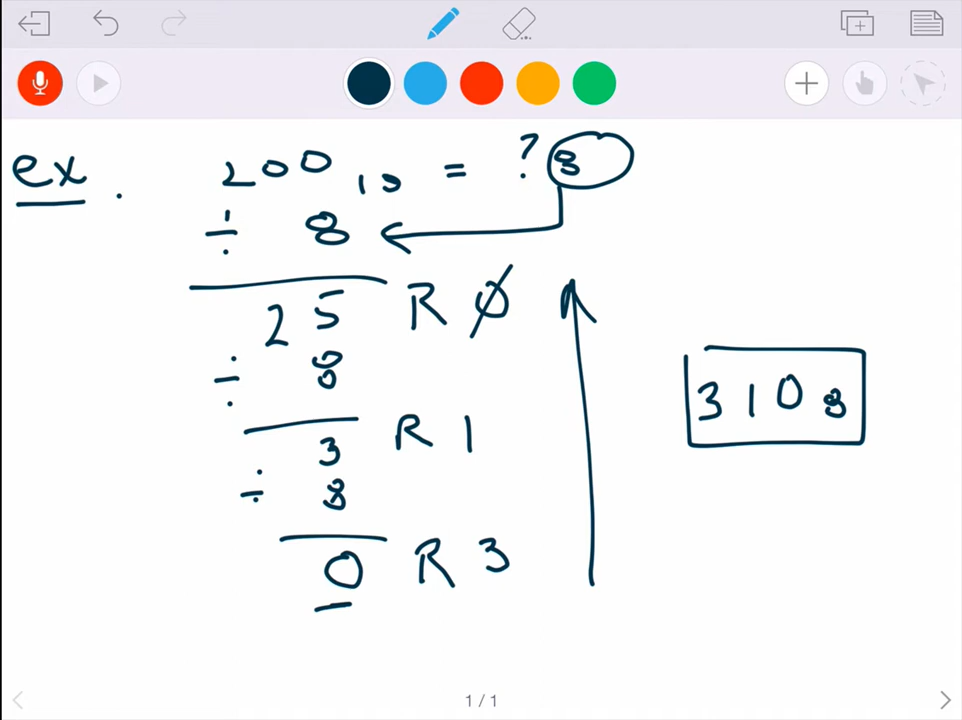 ex. 200₁₀ = ?₈
÷ 8
25 R 0
÷ 8
3 R 1
÷ 8
0 R 3
310₈
1 / 1